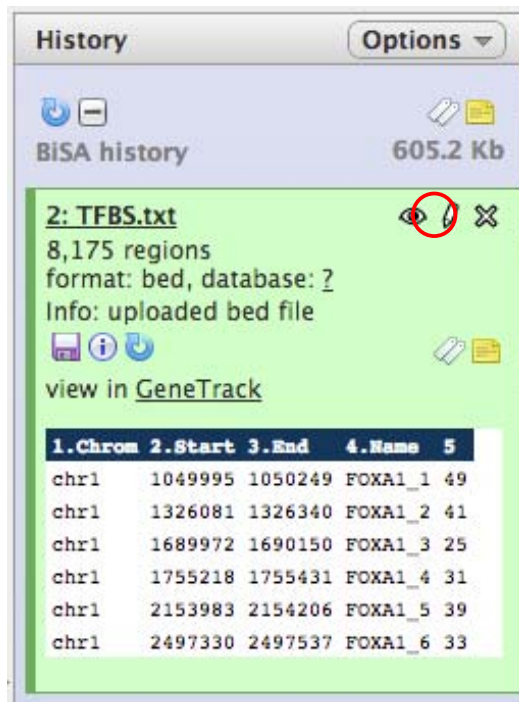 History Options
BiSA history 605.2 Kb
2: TFBS.txt
8,175 regions
format: bed, database: ?
Info: uploaded bed file
view in GeneTrack
1.Chrom 2.Start 3.End 4.Name 5
chr1 1049995 1050249 FOXA1_1 49
chr1 1326081 1326340 FOXA1_2 41
chr1 1689972 1690150 FOXA1_3 25
chr1 1755218 1755431 FOXA1_4 31
chr1 2153983 2154206 FOXA1_5 39
chr1 2497330 2497537 FOXA1_6 33